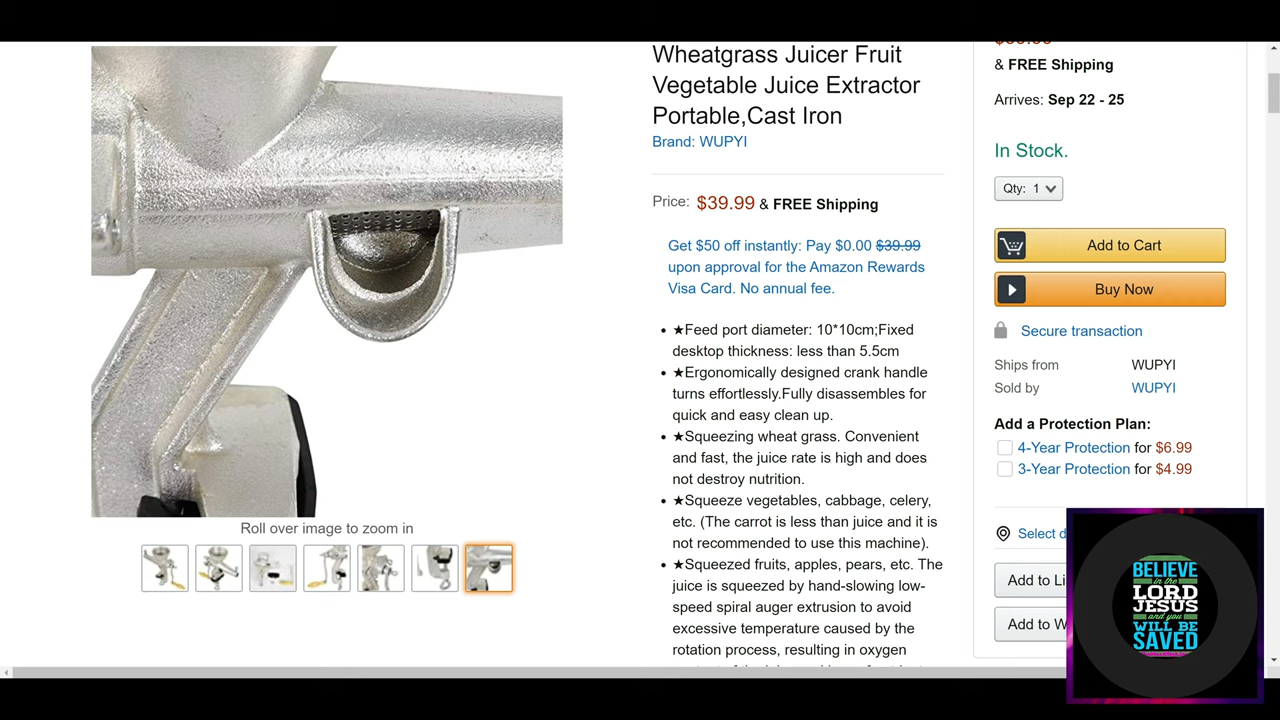 Wheatgrass Juicer Fruit
Vegetable Juice Extractor
Portable,Cast Iron
Brand: WUPYI
Price: $39.99 & FREE Shipping
Get $50 off instantly: Pay $0.00 $39.99
upon approval for the Amazon Rewards
Visa Card. No annual fee.
★Feed port diameter: 10*10cm;Fixed
desktop thickness: less than 5.5cm
★Ergonomically designed crank handle
turns effortlessly.Fully disassembles for
quick and easy clean up.
★Squeezing wheat grass. Convenient
and fast, the juice rate is high and does
not destroy nutrition.
★Squeeze vegetables, cabbage, celery,
etc. (The carrot is less than juice and it is
not recommended to use this machine).
★Squeezed fruits, apples, pears, etc. The
juice is squeezed by hand-slowing low-
speed spiral auger extrusion to avoid
excessive temperature caused by the
rotation process, resulting in oxygen
Roll over image to zoom in
& FREE Shipping
Arrives: Sep 22 - 25
In Stock.
Qty: 1
Add to Cart
Buy Now
Secure transaction
Ships from WUPYI
Sold by WUPYI
Add a Protection Plan:
4-Year Protection for $6.99
3-Year Protection for $4.99
Select d
Add to Li
Add to W
BELIEVE
in the
LORD
JESUS
and you
WILL BE
SAVED